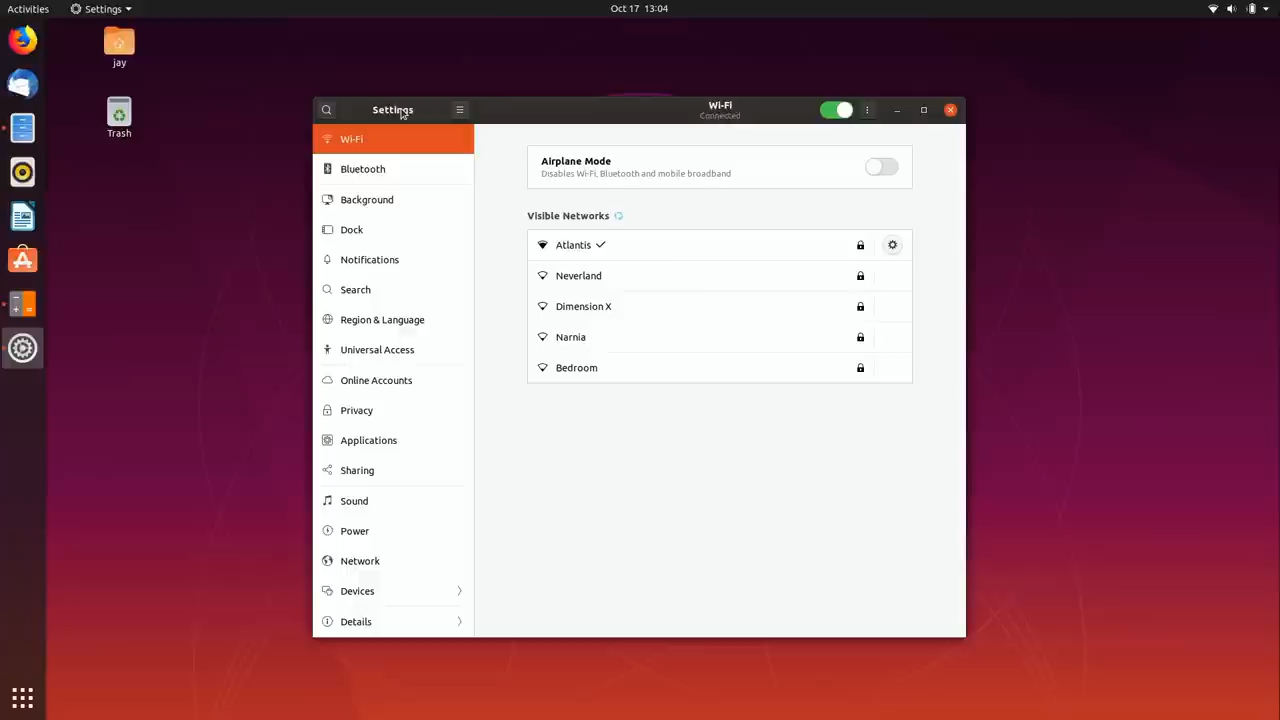 Activities
Settings
Oct 17 13:04
jay
Trash
Settings
Wi-Fi
Connected
Wi-Fi
Bluetooth
Background
Dock
Notifications
Search
Region & Language
Universal Access
Online Accounts
Privacy
Applications
Sharing
Sound
Power
Network
Devices
Details
Airplane Mode
Disables Wi-Fi, Bluetooth and mobile broadband
Visible Networks
Atlantis
Neverland
Dimension X
Narnia
Bedroom